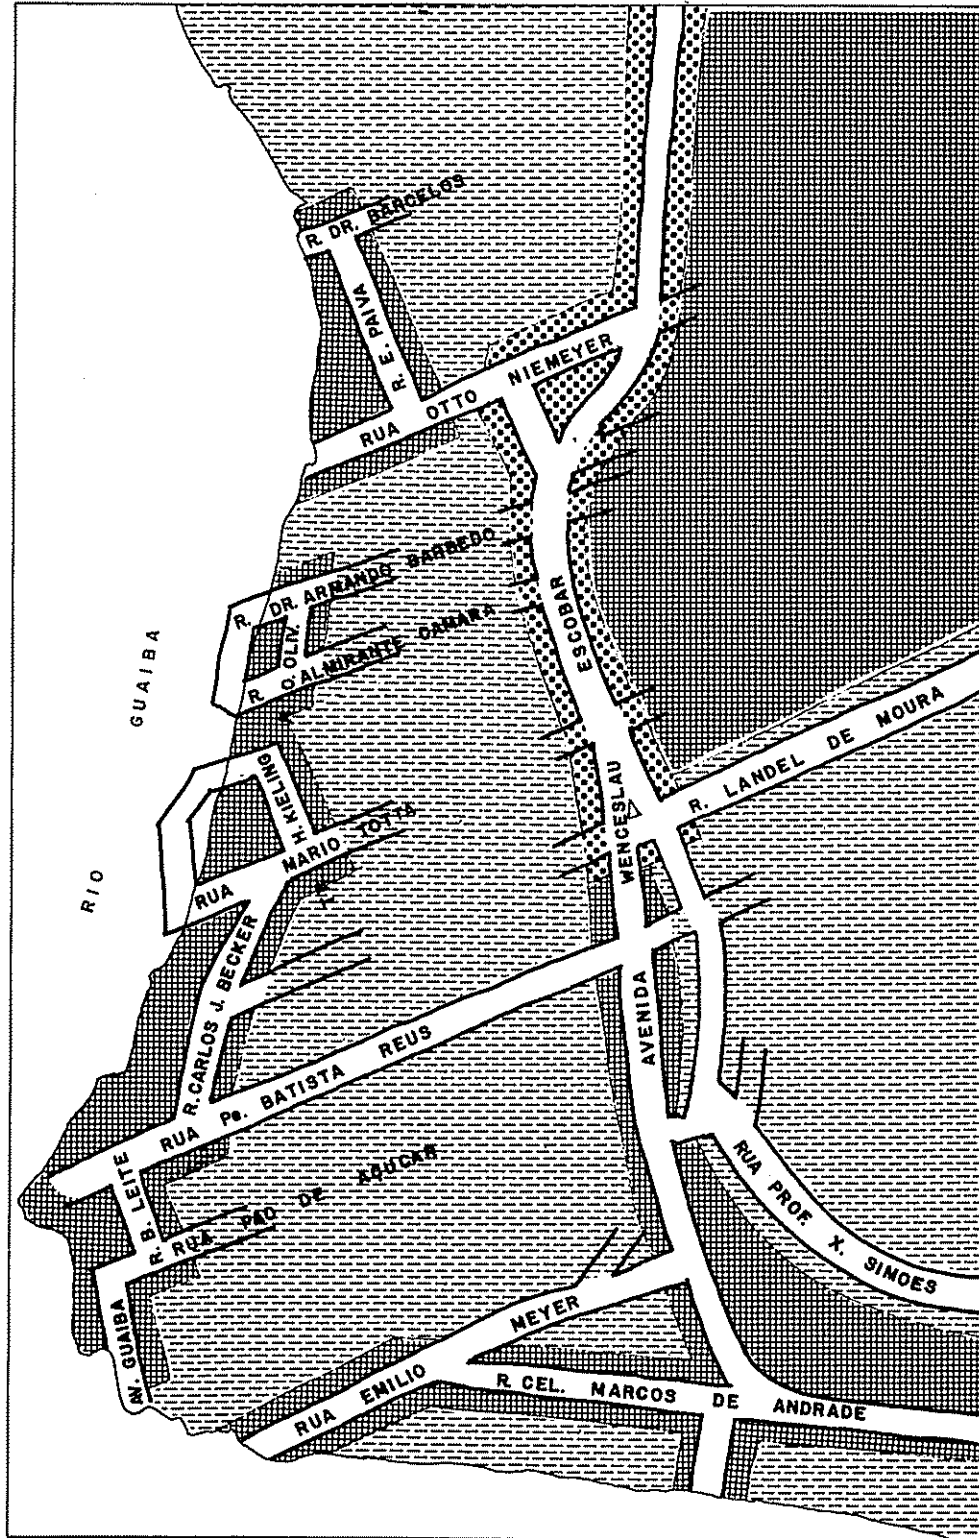 R. DR. BARCELOS
R. E. PAIVA
RUA OTTO NIEMEYER
R. DR. ARMANDO BARBEDO
O. OLIV.
R. ALMIRANTE CAMARA
RIO GUAIBA
H. KIELING
RUA MARIO TOTTA
R. CARLOS J. BECKER
AVENIDA WENCESLAU ESCOBAR
R. LANDEL DE MOURA
RUA Pe. BATISTA REUS
R. B. LEITE
RUA PAO DE AÇUCAR
AV. GUAIBA
RUA PROF. X. SIMOES
RUA EMILIO MEYER
R. CEL. MARCOS DE ANDRADE